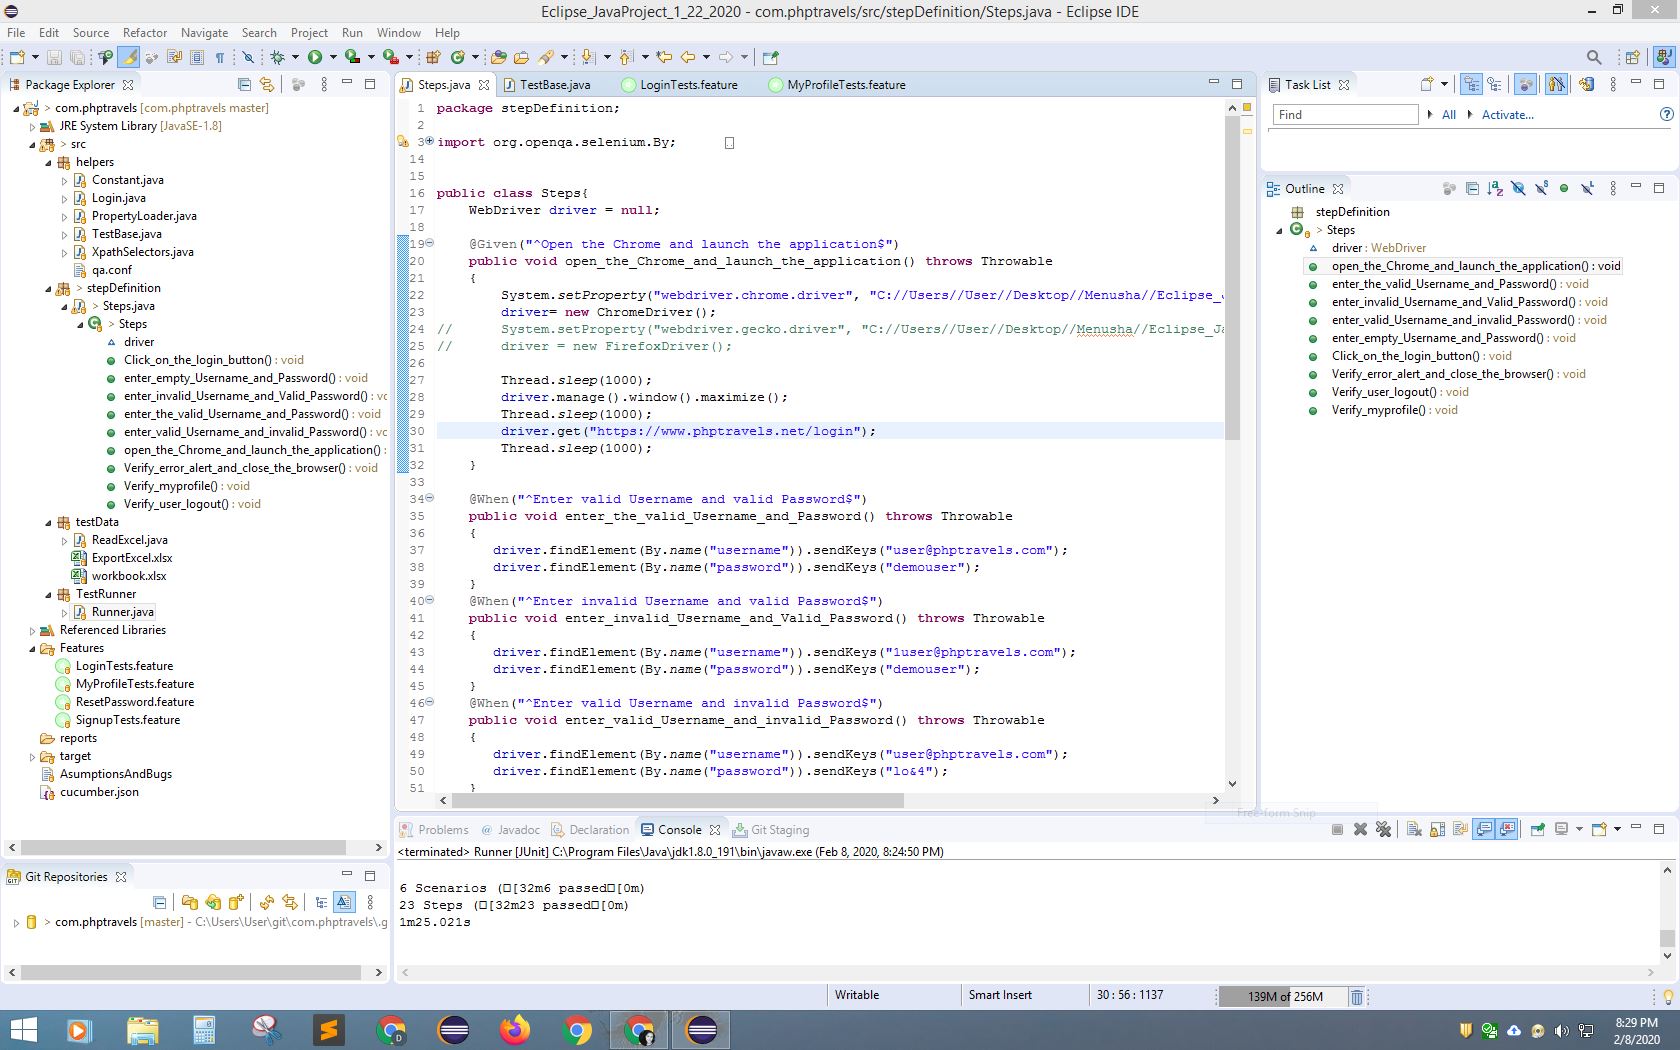 Eclipse_JavaProject_1_22_2020 - com.phptravels/src/stepDefinition/Steps.java - Eclipse IDE
File Edit Source Refactor Navigate Search Project Run Window Help
Package Explorer
> com.phptravels [com.phptravels master]
JRE System Library [JavaSE-1.8]
> src
helpers
Constant.java
Login.java
PropertyLoader.java
TestBase.java
XpathSelectors.java
qa.conf
> stepDefinition
> Steps.java
> Steps
driver
Click_on_the_login_button() : void
enter_empty_Username_and_Password() : void
enter_invalid_Username_and_Valid_Password() : vc
enter_the_valid_Username_and_Password() : void
enter_valid_Username_and_invalid_Password() : vc
open_the_Chrome_and_launch_the_application() :
Verify_error_alert_and_close_the_browser() : void
Verify_myprofile() : void
Verify_user_logout() : void
testData
ReadExcel.java
ExportExcel.xlsx
workbook.xlsx
TestRunner
Runner.java
Referenced Libraries
Features
LoginTests.feature
MyProfileTests.feature
ResetPassword.feature
SignupTests.feature
reports
target
AsumptionsAndBugs
cucumber.json
Git Repositories
> com.phptravels [master] - C:\Users\User\git\com.phptravels\.g
Steps.java TestBase.java LoginTests.feature MyProfileTests.feature
1 package stepDefinition;
2
3 import org.openqa.selenium.By;
14
15
16 public class Steps{
17 WebDriver driver = null;
18
19 @Given("^Open the Chrome and launch the application$")
20 public void open_the_Chrome_and_launch_the_application() throws Throwable
21 {
22 System.setProperty("webdriver.chrome.driver", "C://Users//User//Desktop//Menusha//Eclipse_
23 driver= new ChromeDriver();
24 // System.setProperty("webdriver.gecko.driver", "C://Users//User//Desktop//Menusha//Eclipse_Ja
25 // driver = new FirefoxDriver();
26
27 Thread.sleep(1000);
28 driver.manage().window().maximize();
29 Thread.sleep(1000);
30 driver.get("https://www.phptravels.net/login");
31 Thread.sleep(1000);
32 }
33
34 @When("^Enter valid Username and valid Password$")
35 public void enter_the_valid_Username_and_Password() throws Throwable
36 {
37 driver.findElement(By.name("username")).sendKeys("user@phptravels.com");
38 driver.findElement(By.name("password")).sendKeys("demouser");
39 }
40 @When("^Enter invalid Username and valid Password$")
41 public void enter_invalid_Username_and_Valid_Password() throws Throwable
42 {
43 driver.findElement(By.name("username")).sendKeys("1user@phptravels.com");
44 driver.findElement(By.name("password")).sendKeys("demouser");
45 }
46 @When("^Enter valid Username and invalid Password$")
47 public void enter_valid_Username_and_invalid_Password() throws Throwable
48 {
49 driver.findElement(By.name("username")).sendKeys("user@phptravels.com");
50 driver.findElement(By.name("password")).sendKeys("lo&4");
51 }
Free-form Snip
Problems @ Javadoc Declaration Console Git Staging
<terminated> Runner [JUnit] C:\Program Files\Java\jdk1.8.0_191\bin\javaw.exe (Feb 8, 2020, 8:24:50 PM)
6 Scenarios (□[32m6 passed□[0m)
23 Steps (□[32m23 passed□[0m)
1m25.021s
Task List
Find All Activate...
Outline
stepDefinition
> Steps
driver : WebDriver
open_the_Chrome_and_launch_the_application() : void
enter_the_valid_Username_and_Password() : void
enter_invalid_Username_and_Valid_Password() : void
enter_valid_Username_and_invalid_Password() : void
enter_empty_Username_and_Password() : void
Click_on_the_login_button() : void
Verify_error_alert_and_close_the_browser() : void
Verify_user_logout() : void
Verify_myprofile() : void
Writable Smart Insert 30 : 56 : 1137 139M of 256M
8:29 PM
2/8/2020